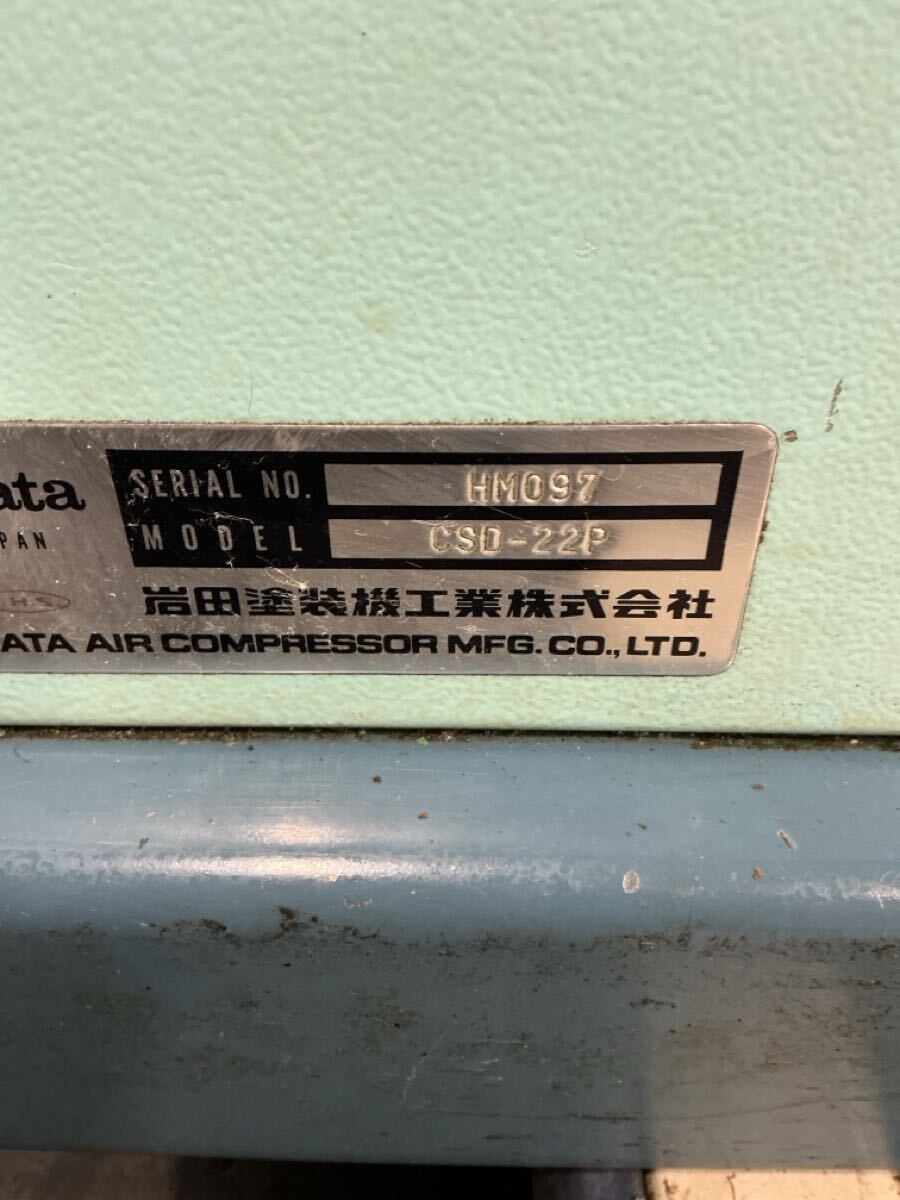 ata
SERIAL NO. HM097
PAN
MODEL CSD-22P
HS
岩田塗装機工業株式会社
ATA AIR COMPRESSOR MFG. CO., LTD.